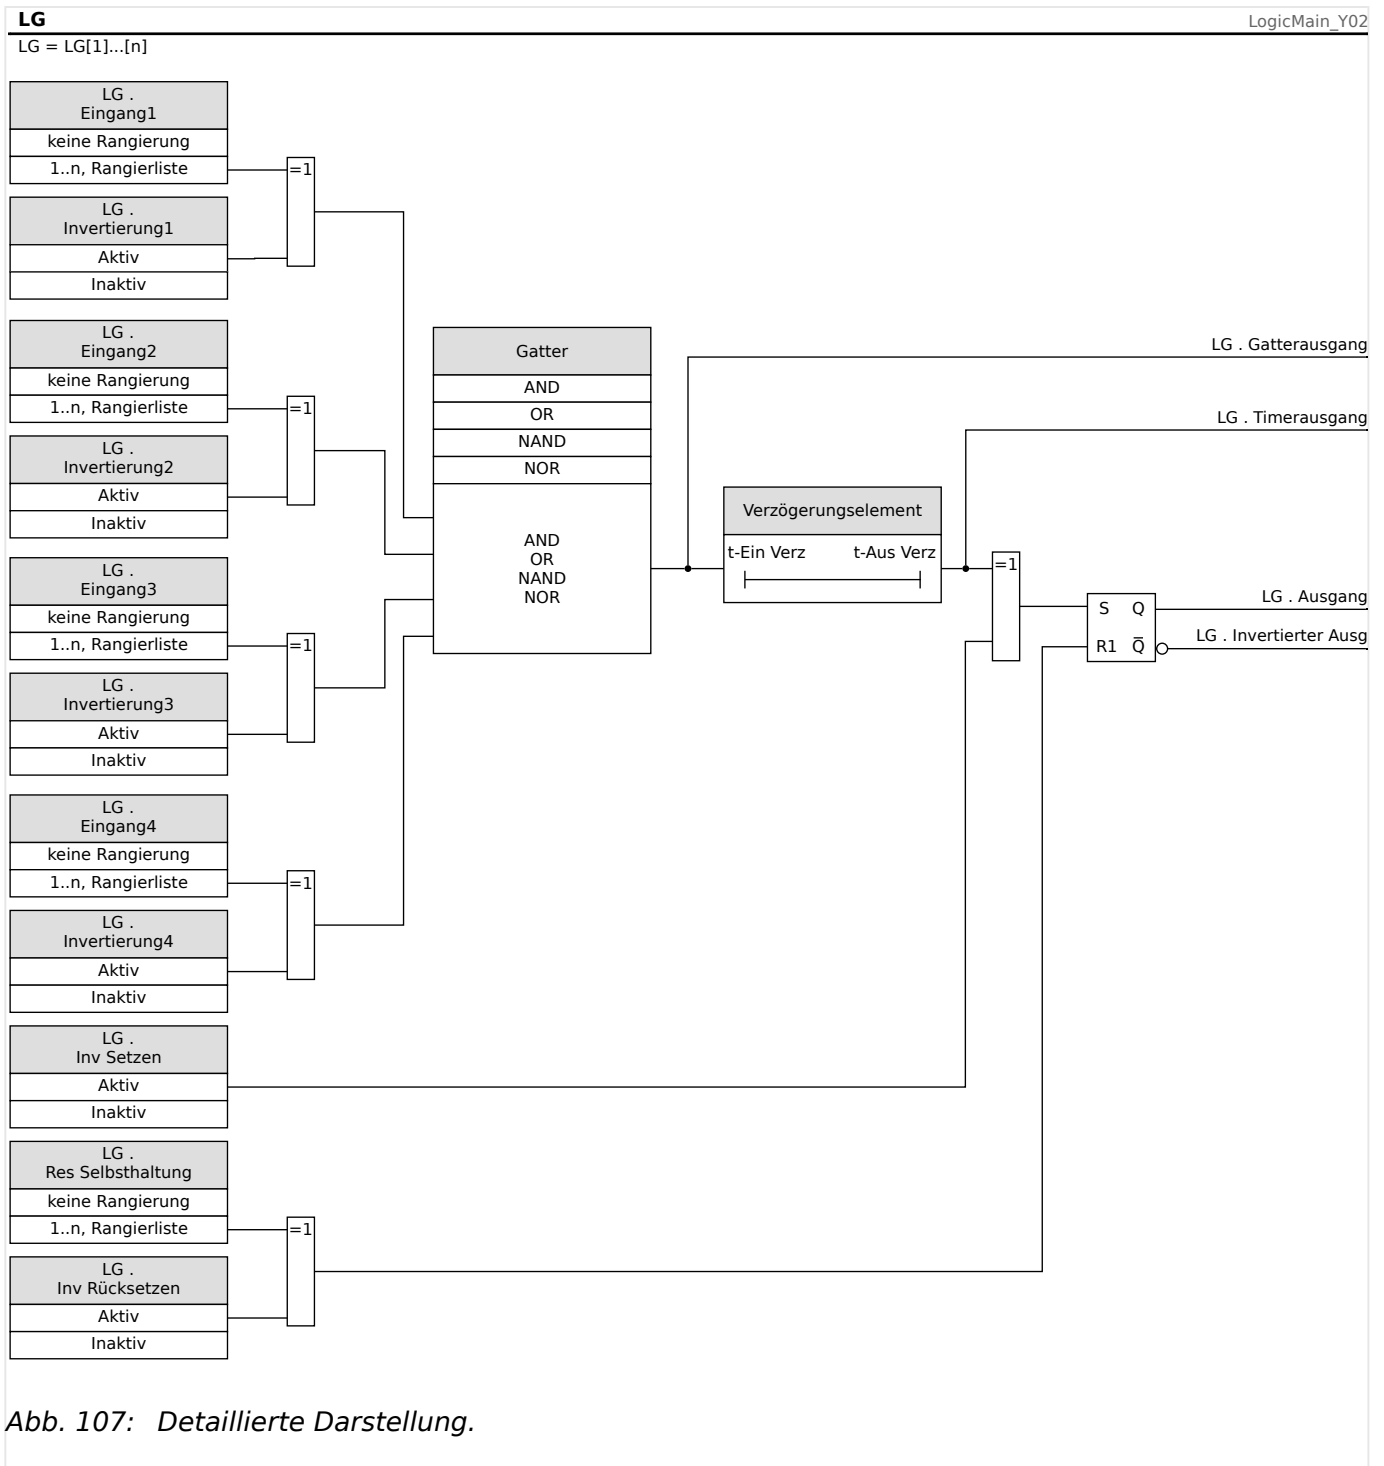 LG
LogicMain_Y02
LG = LG[1]...[n]
LG .
Eingang1
keine Rangierung
1..n, Rangierliste
=1
LG .
Invertierung1
Aktiv
Inaktiv
LG .
Eingang2
keine Rangierung
1..n, Rangierliste
=1
LG .
Invertierung2
Aktiv
Inaktiv
LG .
Eingang3
keine Rangierung
1..n, Rangierliste
=1
LG .
Invertierung3
Aktiv
Inaktiv
LG .
Eingang4
keine Rangierung
1..n, Rangierliste
=1
LG .
Invertierung4
Aktiv
Inaktiv
LG .
Inv Setzen
Aktiv
Inaktiv
LG .
Res Selbsthaltung
keine Rangierung
1..n, Rangierliste
=1
LG .
Inv Rücksetzen
Aktiv
Inaktiv
Gatter
AND
OR
NAND
NOR
AND
OR
NAND
NOR
Verzögerungselement
t-Ein Verz t-Aus Verz
=1
S Q
R1 Q̅
LG . Gatterausgang
LG . Timerausgang
LG . Ausgang
LG . Invertierter Ausg
Abb. 107: Detaillierte Darstellung.